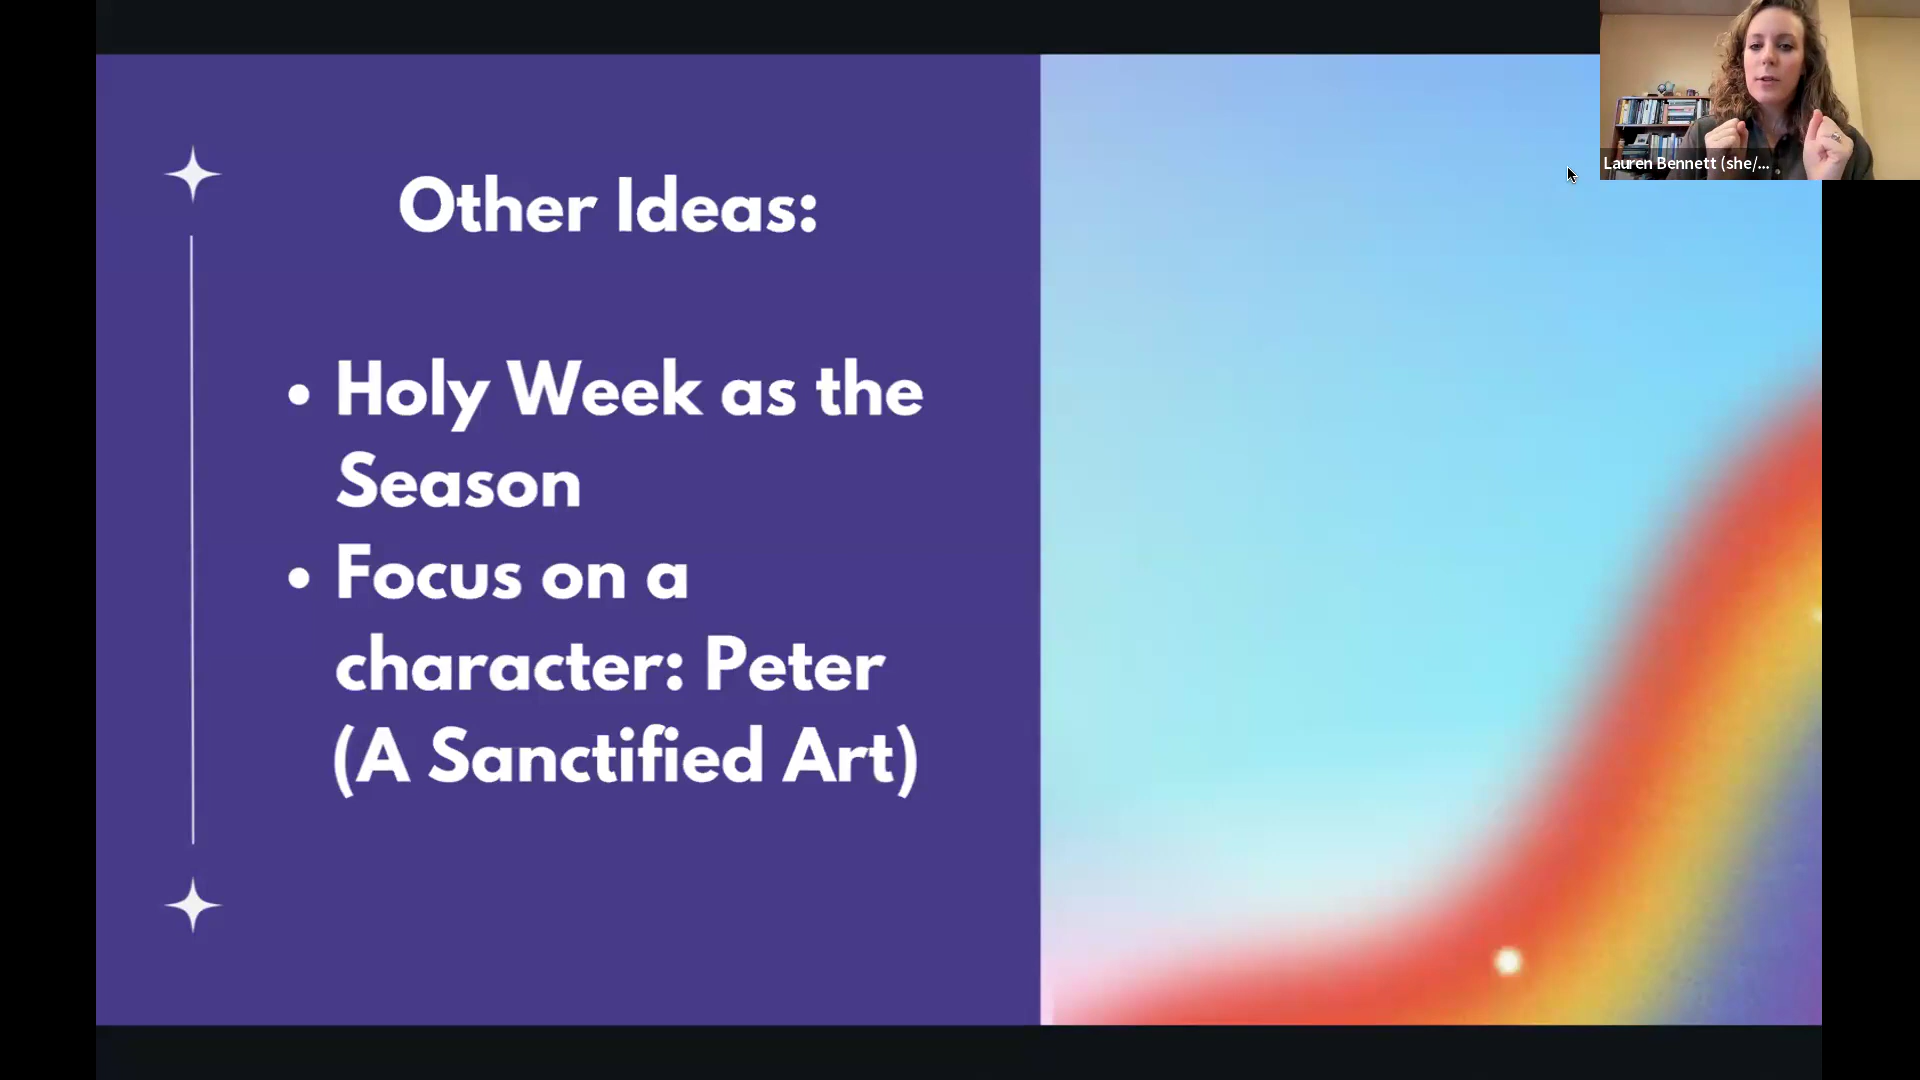 Other Ideas:
• Holy Week as the
Season
• Focus on a
character: Peter
(A Sanctified Art)
Lauren Bennett (she/...